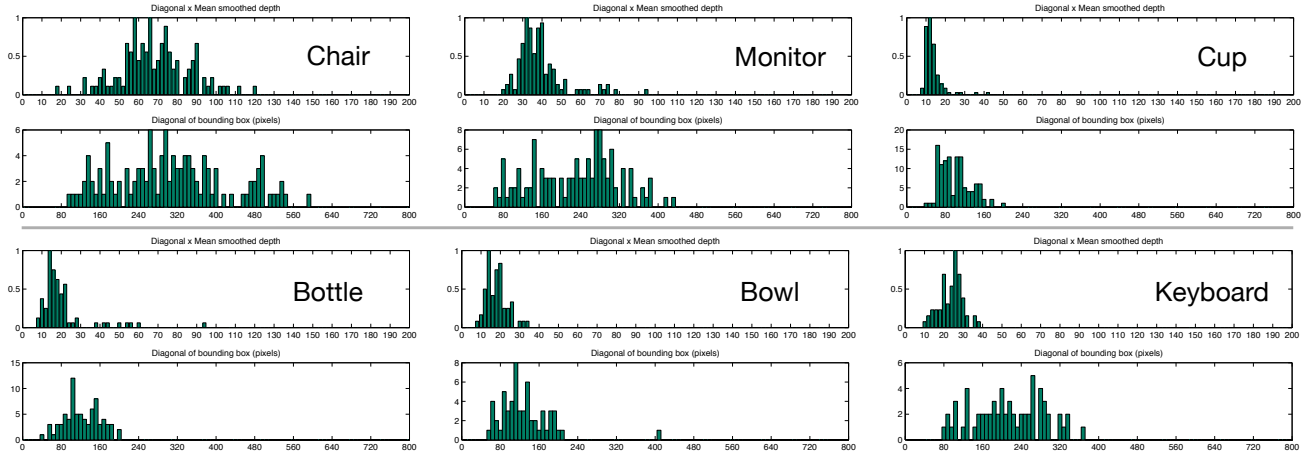 Diagonal x Mean smoothed depth
1
0.5
0
Chair
0 10 20 30 40 50 60 70 80 90 100 110 120 130 140 150 160 170 180 190 200
Diagonal of bounding box (pixels)
6
4
2
0
80 160 240 320 400 480 560 640 720 800
Diagonal x Mean smoothed depth
1
0.5
0
Monitor
0 10 20 30 40 50 60 70 80 90 100 110 120 130 140 150 160 170 180 190 200
Diagonal of bounding box (pixels)
8
6
4
2
0
80 160 240 320 400 480 560 640 720 800
Diagonal x Mean smoothed depth
1
0.5
0
Cup
0 10 20 30 40 50 60 70 80 90 100 110 120 130 140 150 160 170 180 190 200
Diagonal of bounding box (pixels)
20
15
10
5
0
80 160 240 320 400 480 560 640 720 800
Diagonal x Mean smoothed depth
1
0.5
0
Bottle
0 10 20 30 40 50 60 70 80 90 100 110 120 130 140 150 160 170 180 190 200
Diagonal of bounding box (pixels)
15
10
5
0
80 160 240 320 400 480 560 640 720 800
Diagonal x Mean smoothed depth
1
0.5
0
Bowl
0 10 20 30 40 50 60 70 80 90 100 110 120 130 140 150 160 170 180 190 200
Diagonal of bounding box (pixels)
8
6
4
2
0
80 160 240 320 400 480 560 640 720 800
Diagonal x Mean smoothed depth
1
0.5
0
Keyboard
0 10 20 30 40 50 60 70 80 90 100 110 120 130 140 150 160 170 180 190 200
Diagonal of bounding box (pixels)
6
4
2
0
80 160 240 320 400 480 560 640 720 800